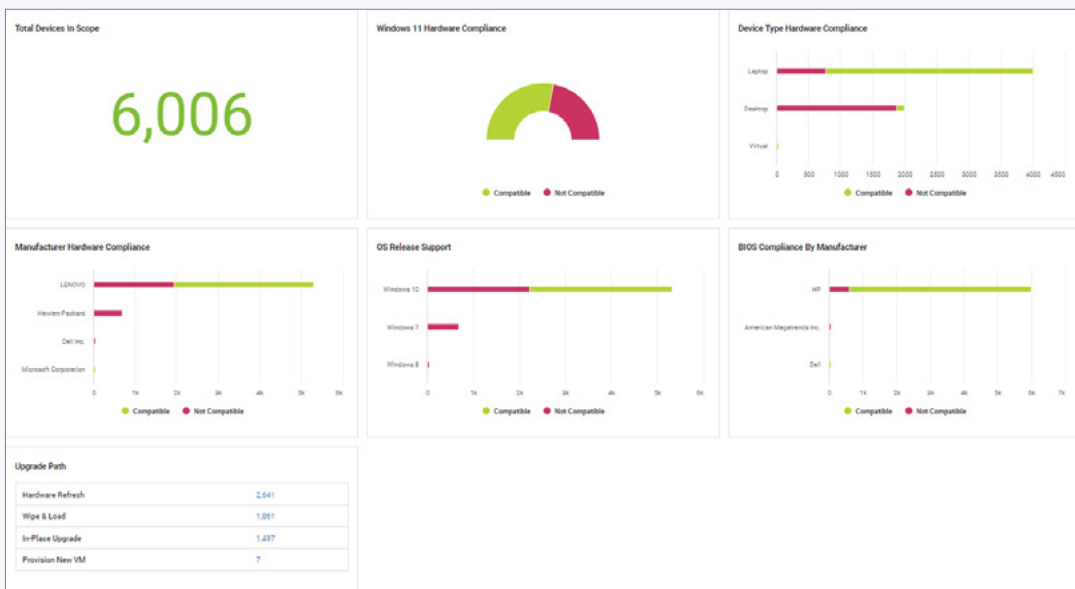 Total Devices In Scope
6,006
Windows 11 Hardware Compliance
Compatible Not Compatible
Device Type Hardware Compliance
Laptop
Desktop
Virtual
0 500 1000 1500 2000 2500 3000 3500 4000 4500
Compatible Not Compatible
Manufacturer Hardware Compliance
LENOVO
Hewlett-Packard
Dell Inc.
Microsoft Corporation
0 1k 2k 3k 4k 5k 6k
Compatible Not Compatible
OS Release Support
Windows 10
Windows 7
Windows 8
0 1k 2k 3k 4k 5k 6k
Compatible Not Compatible
BIOS Compliance By Manufacturer
HP
American Megatrends Inc.
Dell
0 1k 2k 3k 4k 5k 6k 7k
Compatible Not Compatible
Upgrade Path
Hardware Refresh 2,641
Wipe & Load 1,861
In-Place Upgrade 1,497
Provision New VM 7